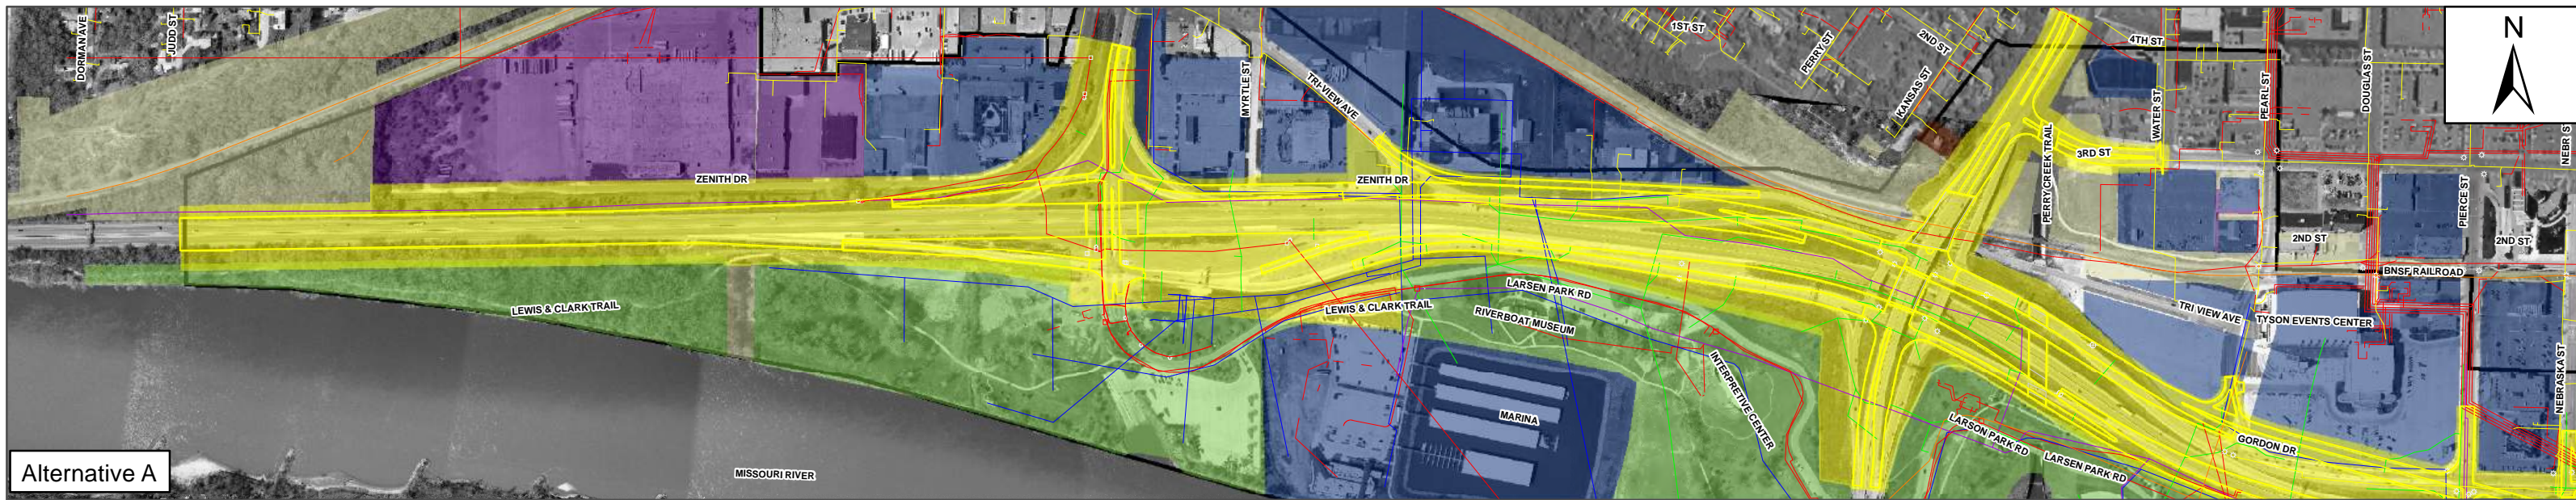 DORMAN AVE
JUDD ST
ZENITH DR
MYRTLE ST
TRI-VIEW AVE
ZENITH DR
1ST ST
PERRY ST
2ND ST
KANSAS ST
4TH ST
PERRY CREEK TRAIL
3RD ST
WATER ST
PEARL ST
DOUGLAS ST
N
NEBR S
PIERCE ST
2ND ST
2ND ST
BNSF RAILROAD
LEWIS & CLARK TRAIL
LEWIS & CLARK TRAIL
LARSEN PARK RD
RIVERBOAT MUSEUM
INTERPRETIVE CENTER
MARINA
TRI VIEW AVE
TYSON EVENTS CENTER
NEBRASKA ST
LARSON PARK RD
LARSEN PARK RD
GORDON DR
MISSOURI RIVER
Alternative A